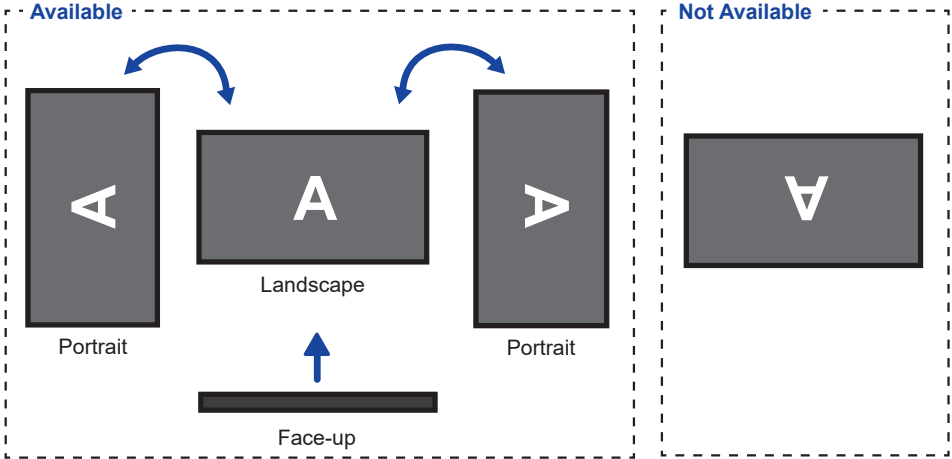 Available
Not Available
A
A
A
A
Landscape
Portrait
Portrait
Face-up